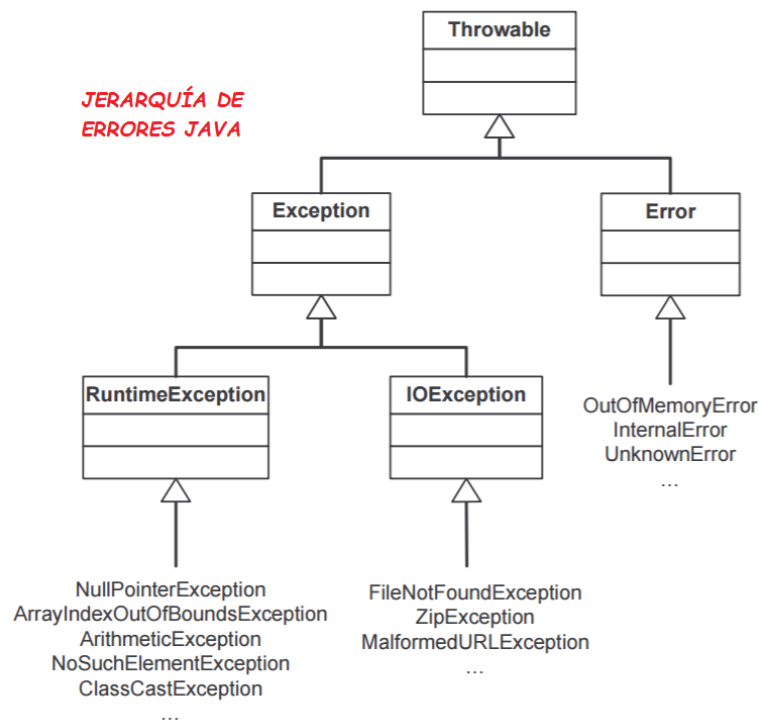 Throwable
JERARQUÍA DE
ERRORES JAVA
Exception
Error
RuntimeException
IOException
OutOfMemoryError
InternalError
UnknownError
...
NullPointerException
ArrayIndexOutOfBoundsException
ArithmeticException
NoSuchElementException
ClassCastException
...
FileNotFoundException
ZipException
MalformedURLException
...